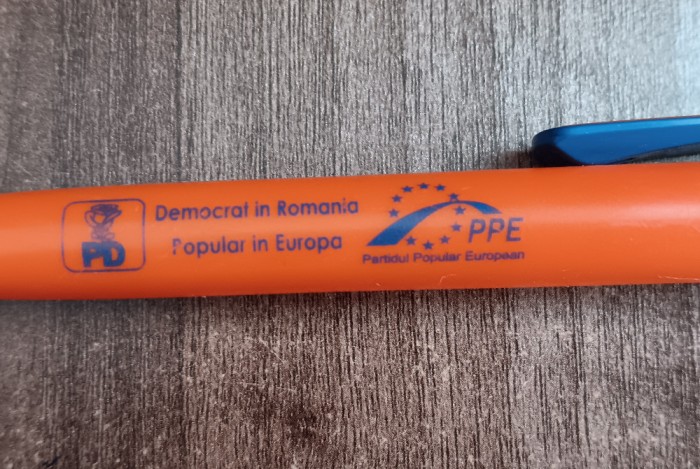 PD
Democrat in Romania
Popular in Europa
PPE
Partidul Popular European